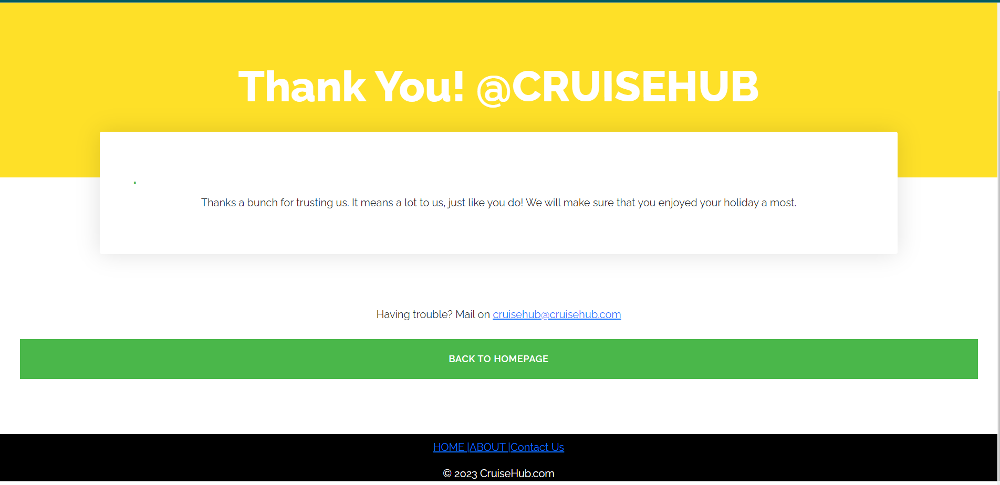 Thank You! @CRUISEHUB
Thanks a bunch for trusting us. It means a lot to us, just like you do! We will make sure that you enjoyed your holiday a most.
Having trouble? Mail on cruisehub@cruisehub.com
BACK TO HOMEPAGE
HOME |ABOUT |Contact Us
© 2023 CruiseHub.com